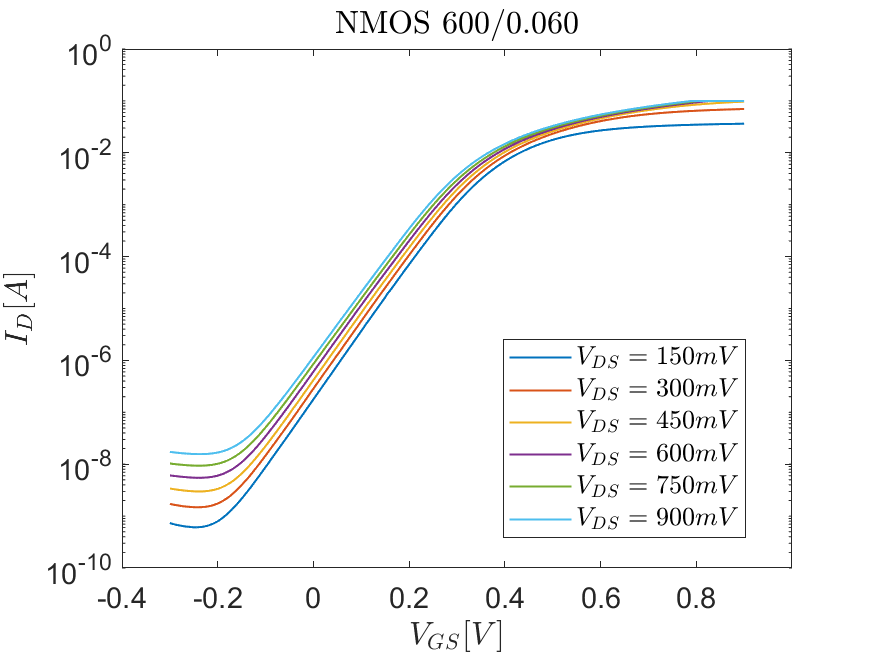 NMOS 600/0.060
10^0
10^-2
10^-4
10^-6
10^-8
10^-10
I_D[A]
-0.4 -0.2 0 0.2 0.4 0.6 0.8
V_GS[V]
V_DS = 150mV
V_DS = 300mV
V_DS = 450mV
V_DS = 600mV
V_DS = 750mV
V_DS = 900mV